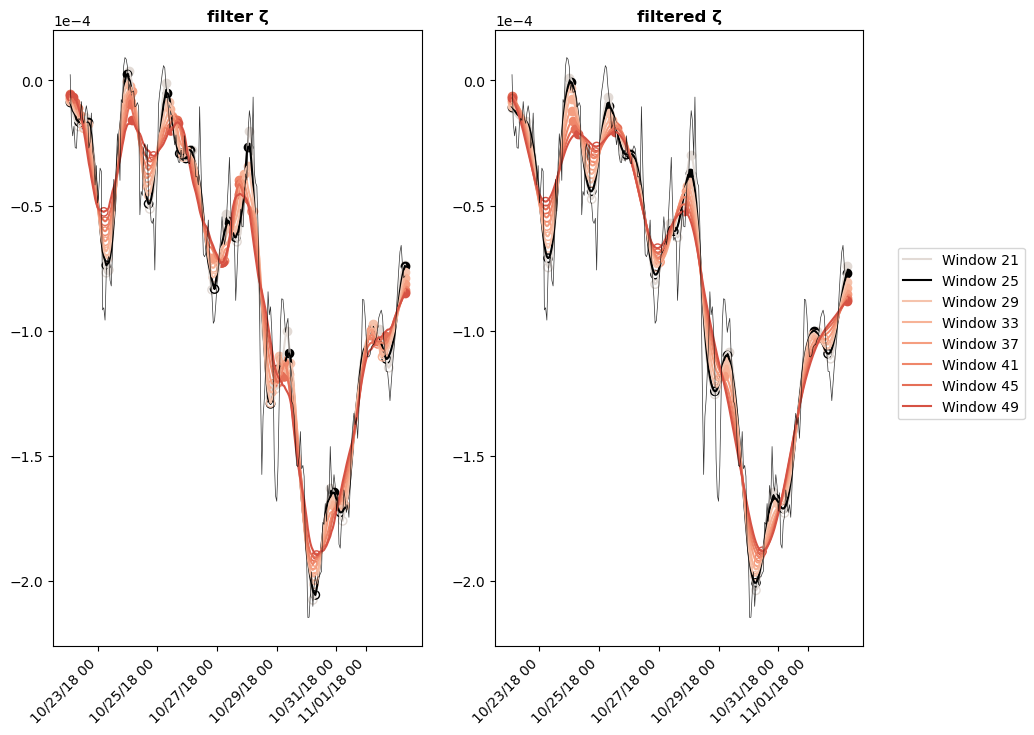 filter ζ
1e−4
0.0
−0.5
−1.0
−1.5
−2.0
10/23/18 00
10/25/18 00
10/27/18 00
10/29/18 00
10/31/18 00
11/01/18 00
filtered ζ
1e−4
0.0
−0.5
−1.0
−1.5
−2.0
10/23/18 00
10/25/18 00
10/27/18 00
10/29/18 00
10/31/18 00
11/01/18 00
Window 21
Window 25
Window 29
Window 33
Window 37
Window 41
Window 45
Window 49